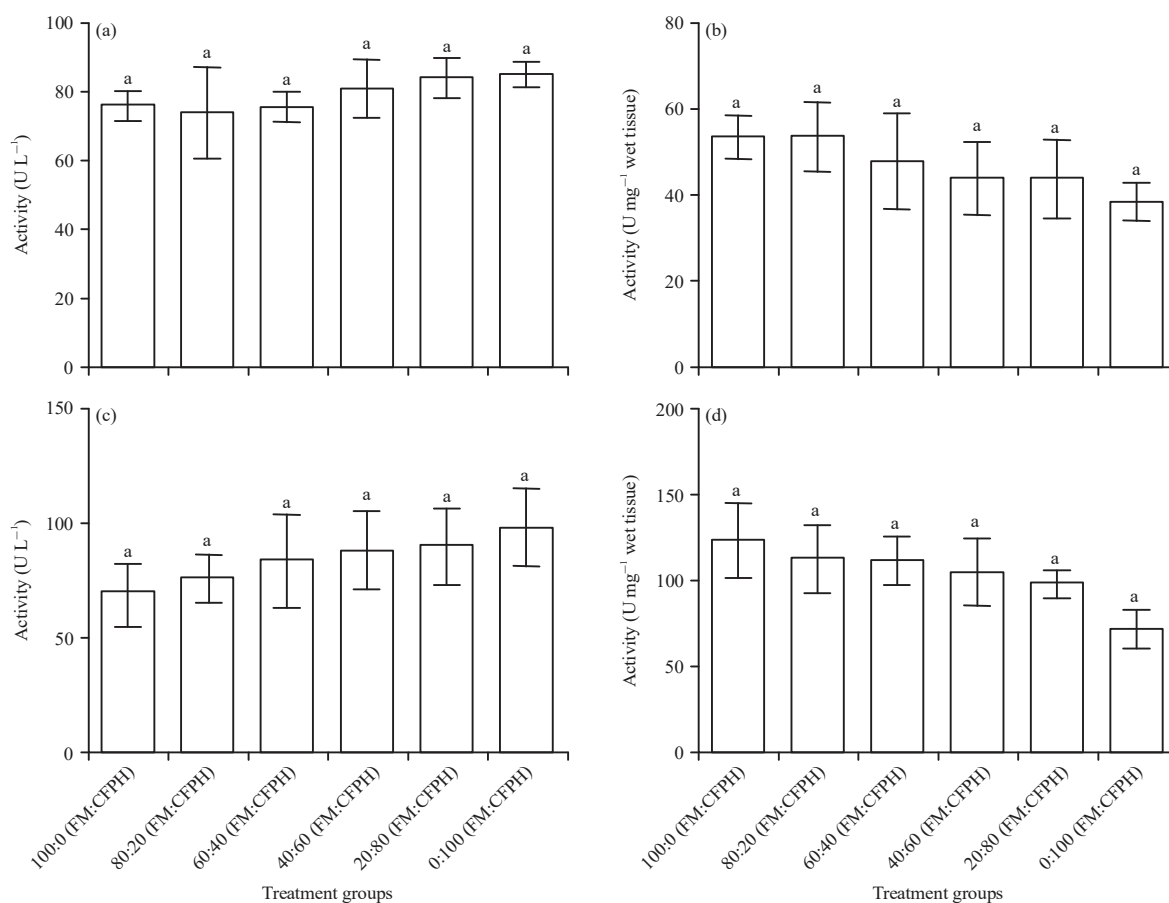 (a)
Activity (U L⁻¹)
100
80
60
40
20
0
a
a
a
a
a
a
(b)
Activity (U mg⁻¹ wet tissue)
80
60
40
20
0
a
a
a
a
a
a
(c)
Activity (U L⁻¹)
150
100
50
0
a
a
a
a
a
a
100:0 (FM:CFPH)
80:20 (FM:CFPH)
60:40 (FM:CFPH)
40:60 (FM:CFPH)
20:80 (FM:CFPH)
0:100 (FM:CFPH)
Treatment groups
(d)
Activity (U mg⁻¹ wet tissue)
200
150
100
50
0
a
a
a
a
a
a
100:0 (FM:CFPH)
80:20 (FM:CFPH)
60:40 (FM:CFPH)
40:60 (FM:CFPH)
20:80 (FM:CFPH)
0:100 (FM:CFPH)
Treatment groups